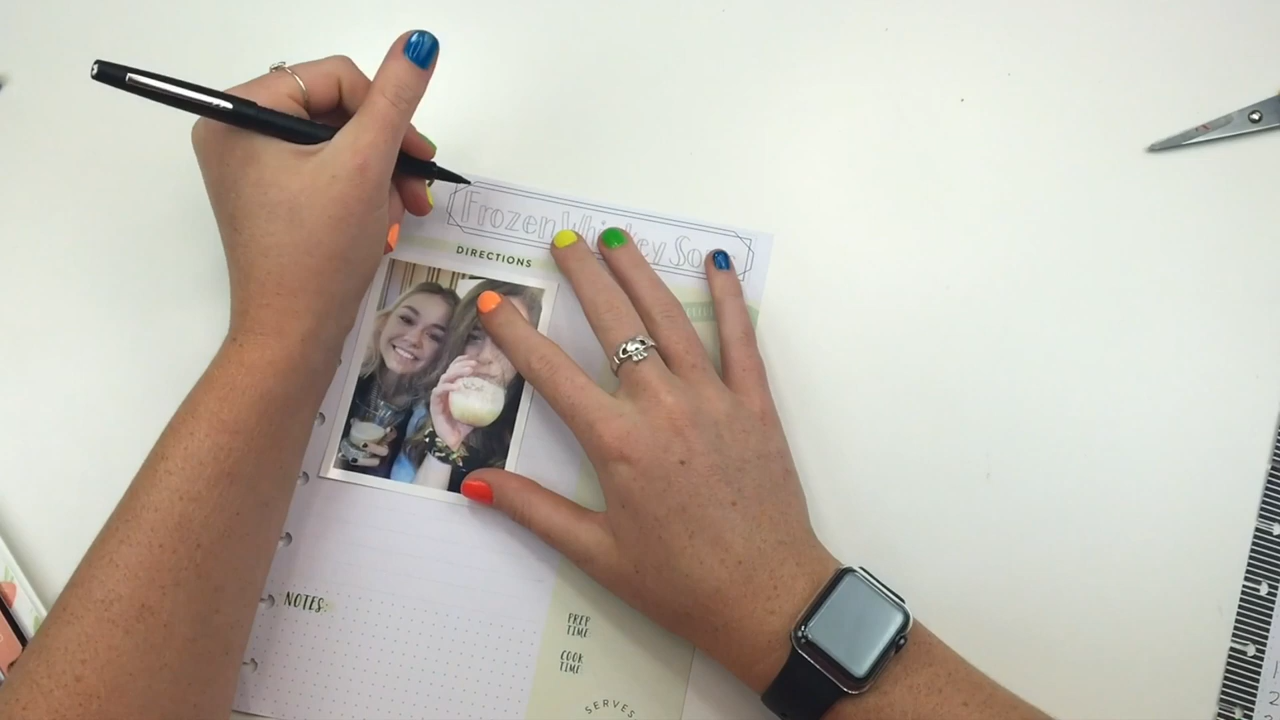 Frozen Whiskey Sour
DIRECTIONS
NOTES:
PREP
TIME:
COOK
TIME:
SERVES